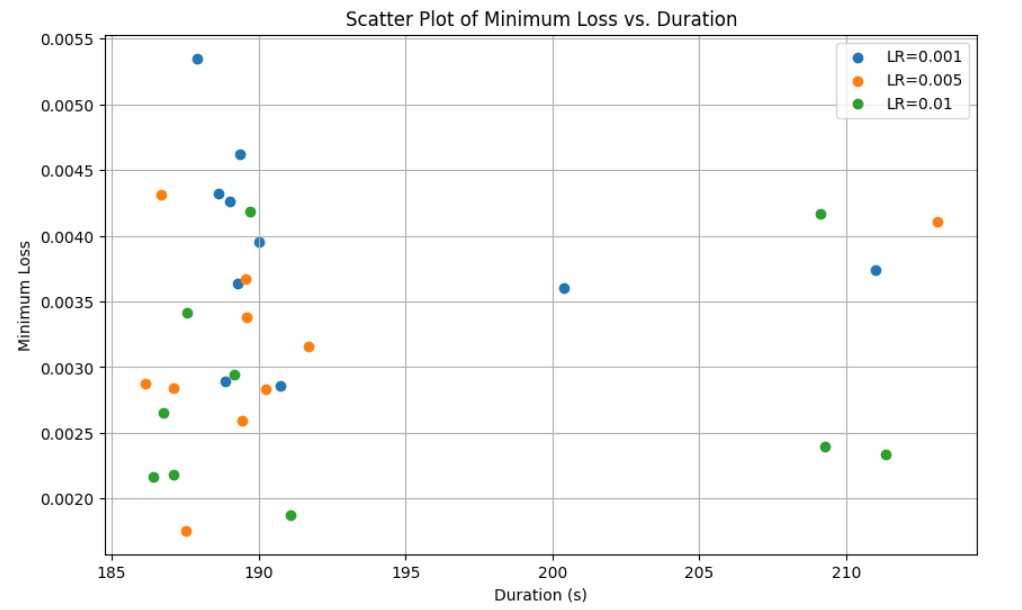 Scatter Plot of Minimum Loss vs. Duration
LR=0.001
LR=0.005
LR=0.01
0.0055
0.0050
0.0045
0.0040
0.0035
0.0030
0.0025
0.0020
Minimum Loss
185 190 195 200 205 210
Duration (s)